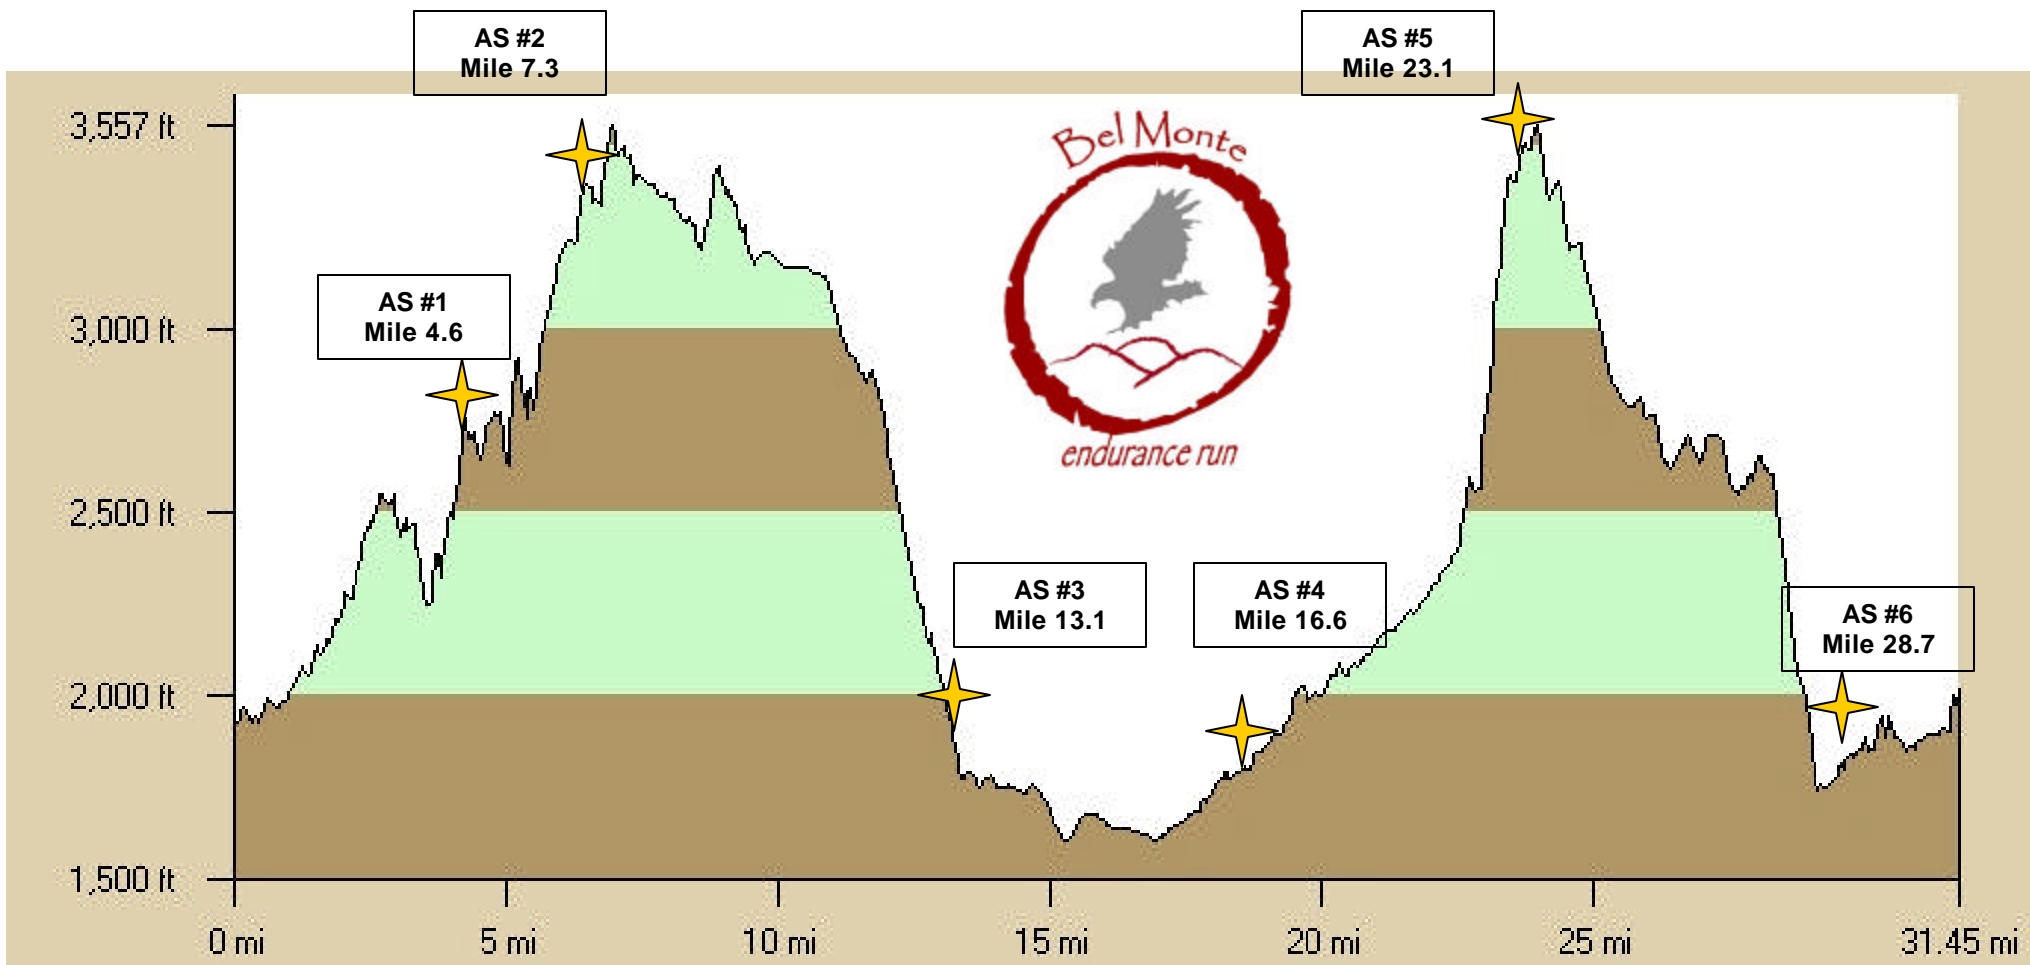 AS #2
Mile 7.3
AS #5
Mile 23.1
3,557 ft
Bel Monte
AS #1
Mile 4.6
3,000 ft
endurance run
2,500 ft
AS #3
Mile 13.1
AS #4
Mile 16.6
AS #6
Mile 28.7
2,000 ft
1,500 ft
0 mi 5 mi 10 mi 15 mi 20 mi 25 mi 31.45 mi